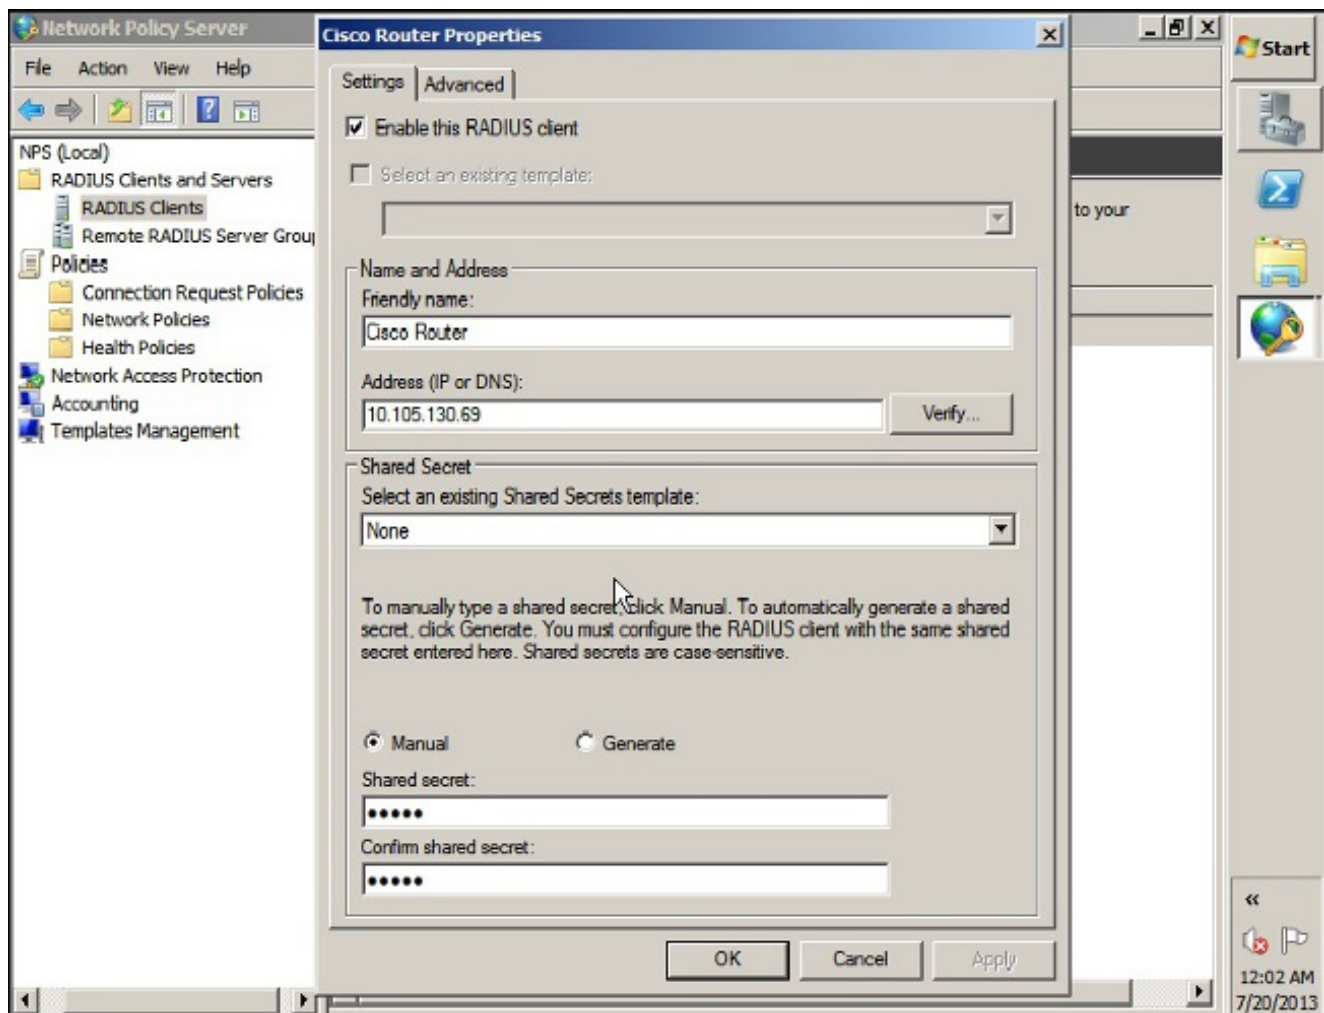 Network Policy Server
File Action View Help
NPS (Local)
RADIUS Clients and Servers
RADIUS Clients
Remote RADIUS Server Grou
Policies
Connection Request Policies
Network Policies
Health Policies
Network Access Protection
Accounting
Templates Management
Cisco Router Properties
Settings Advanced
Enable this RADIUS client
Select an existing template:
Name and Address
Friendly name:
Cisco Router
Address (IP or DNS):
10.105.130.69 Verify...
Shared Secret
Select an existing Shared Secrets template:
None
To manually type a shared secret, click Manual. To automatically generate a shared
secret, click Generate. You must configure the RADIUS client with the same shared
secret entered here. Shared secrets are case-sensitive.
Manual Generate
Shared secret:
•••••
Confirm shared secret:
•••••
OK Cancel Apply
to your
Start
12:02 AM
7/20/2013